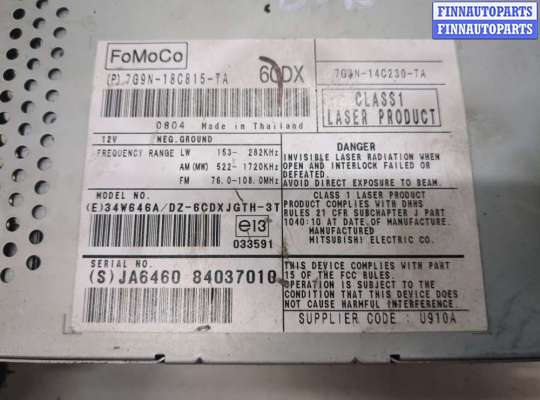 FINNAUTOPARTS
FINNAUTOPARTS
FINNAUTOPARTS
FoMoCo
(P) 7G9N-18C815-TA
6CDX
7G9N-14C230-TA
CLASS1
LASER PRODUCT
0804 Made in Thailand
12V NEG.GROUND
FREQUENCY RANGE LW 153- 282KHz
AM(MW) 522- 1720KHz
FM 76.0-108.0MHz
DANGER
INVISIBLE LASER RADIATION WHEN
OPEN AND INTERLOCK FAILED OR
DEFEATED.
AVOID DIRECT EXPOSURE TO BEAM.
MODEL NO.
(E)34W646A/DZ-6CDXJGTH-3T
e13
033591
CLASS 1 LASER PRODUCT
PRODUCT COMPLIES WITH DHHS
RULES 21 CFR SUBCHAPTER J PART
1040:10 AT DATE.OF MANUFACTURE.
MANUFACTURED
MITSUBISHI ELECTRIC CO.
SERIAL NO.
(S)JA6460 84037010
THIS DEVICE COMPLIES WITH PART
15 OF THE FCC RULES.
OPERATION IS SUBJECT TO THE
CONDITION THAT THIS DEVICE DOES
NOT CAUSE HARMFUL INTERFERENCE.
SUPPLIER CODE: U910A